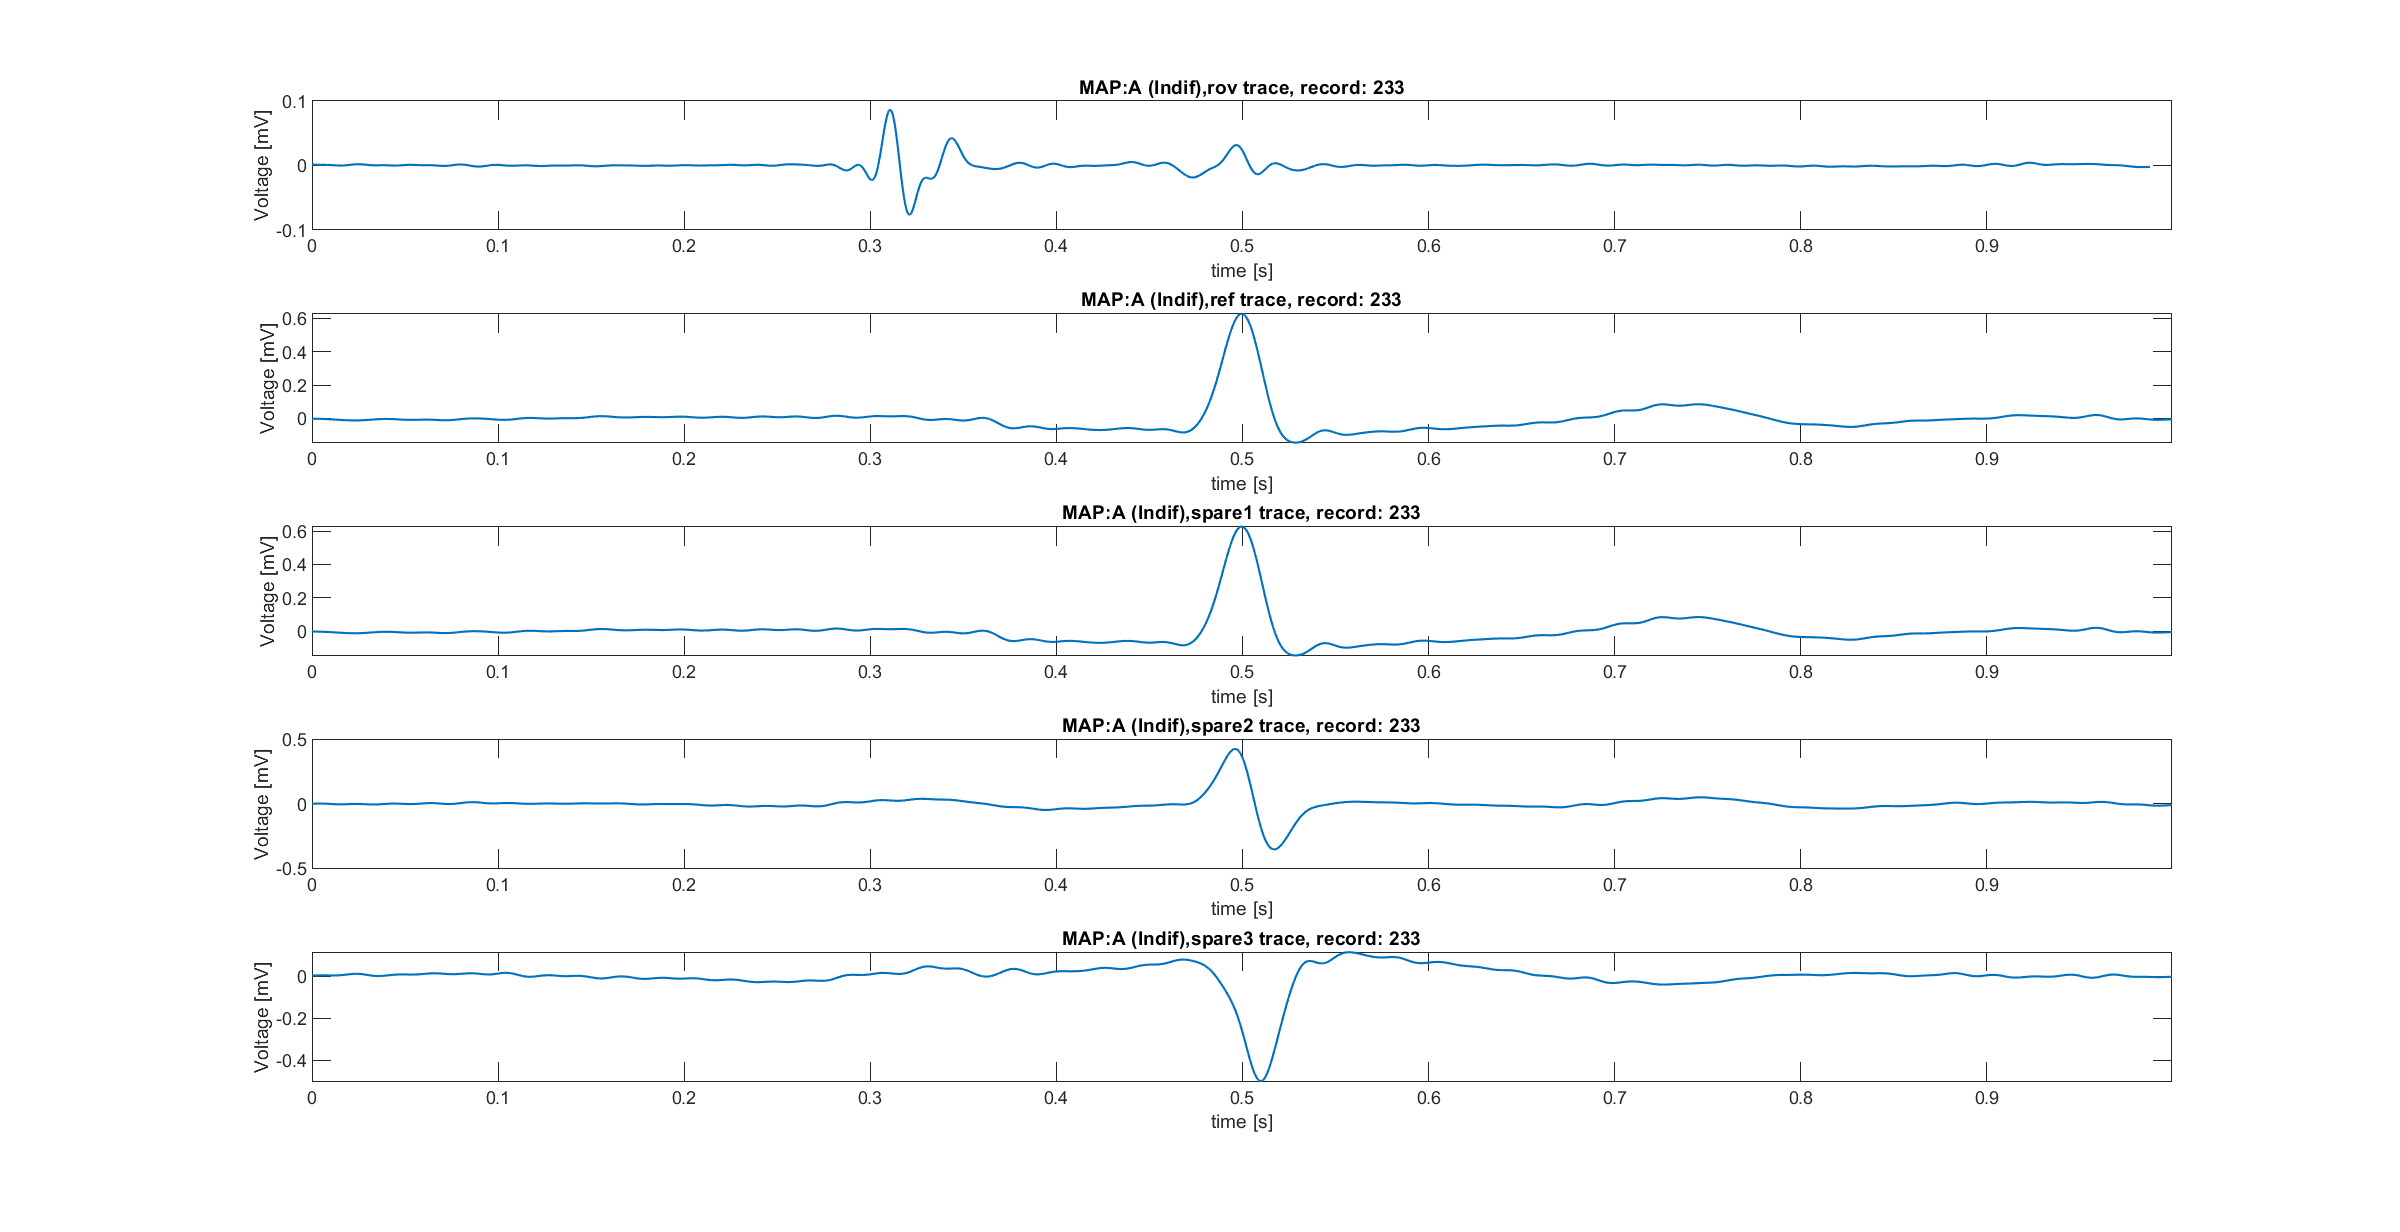 MAP:A (Indif),rov trace, record: 233
Voltage [mV]
0.1
0
-0.1
0 0.1 0.2 0.3 0.4 0.5 0.6 0.7 0.8 0.9
time [s]
MAP:A (Indif),ref trace, record: 233
Voltage [mV]
0.6
0.4
0.2
0
0 0.1 0.2 0.3 0.4 0.5 0.6 0.7 0.8 0.9
time [s]
MAP:A (Indif),spare1 trace, record: 233
Voltage [mV]
0.6
0.4
0.2
0
0 0.1 0.2 0.3 0.4 0.5 0.6 0.7 0.8 0.9
time [s]
MAP:A (Indif),spare2 trace, record: 233
Voltage [mV]
0.5
0
-0.5
0 0.1 0.2 0.3 0.4 0.5 0.6 0.7 0.8 0.9
time [s]
MAP:A (Indif),spare3 trace, record: 233
Voltage [mV]
0
-0.2
-0.4
0 0.1 0.2 0.3 0.4 0.5 0.6 0.7 0.8 0.9
time [s]